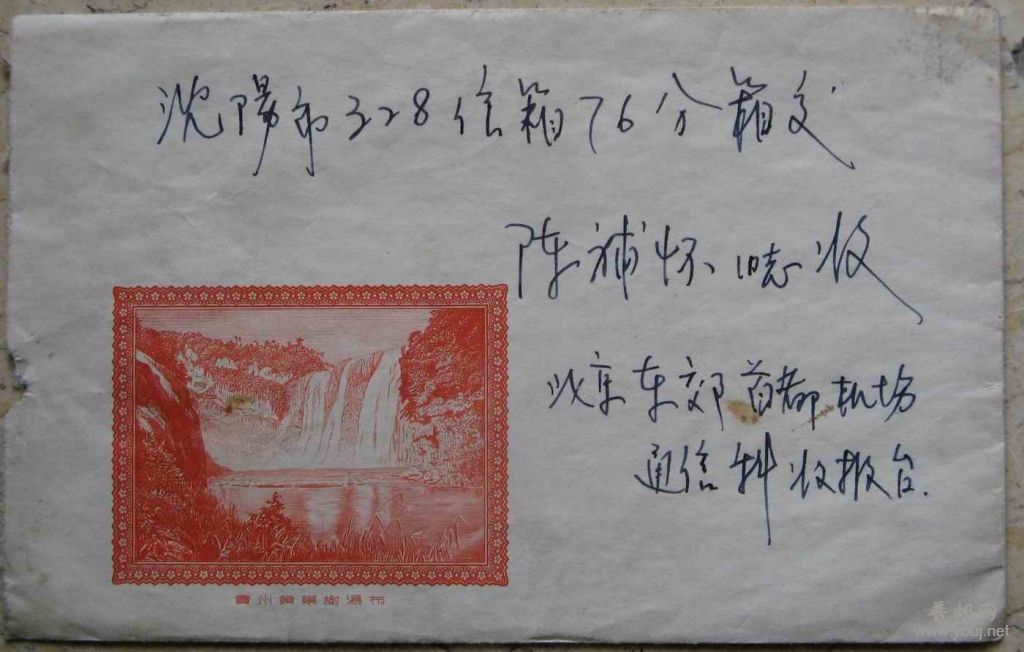 沈陽市328信箱76分箱交
陈補怀同志收
北京东郊首都机场
通信科收报台.
貴州黃菓樹瀑布
普邮网
www.youj.net